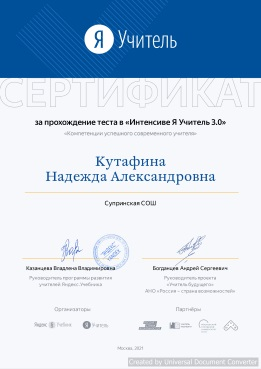 Я Учитель
СЕРТИФИКАТ
за прохождение теста в «Интенсиве Я Учитель 3.0»
«Компетенции успешного современного учителя»
Кутафина
Надежда Александровна
Супринская СОШ
Казанцева Владлена Владимировна
Руководитель программы развития
учителей Яндекс.Учебника
Богданцев Андрей Сергеевич
Руководитель проекта
«Учитель будущего»
АНО «Россия – страна возможностей»
Организаторы
Партнёры
Яндекс Учебник
Я Учитель
Москва, 2021
Created by Universal Document Converter